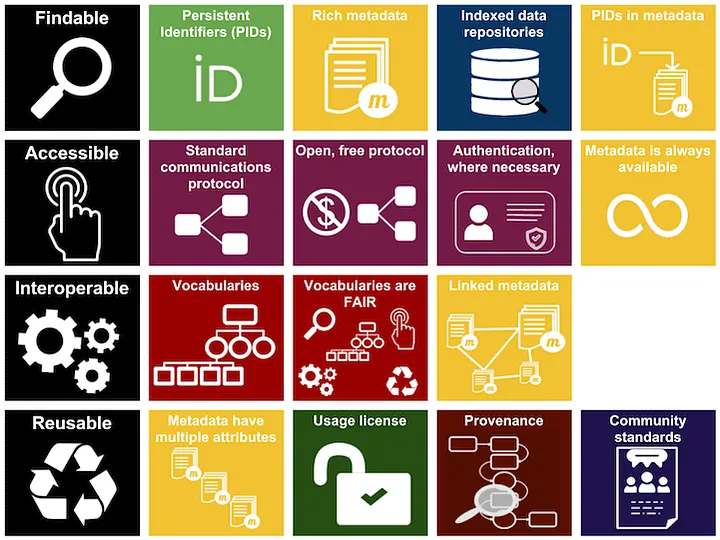 Findable
Persistent
Identifiers (PIDs)
iD
Rich metadata
m
Indexed data
repositories
PIDs in metadata
iD
m
Accessible
Standard
communications
protocol
Open, free protocol
$
Authentication,
where necessary
Metadata is always
available
Interoperable
Vocabularies
Vocabularies are
FAIR
Linked metadata
m
m
m
m
Reusable
Metadata have
multiple attributes
m
m
m
Usage license
Provenance
Community
standards